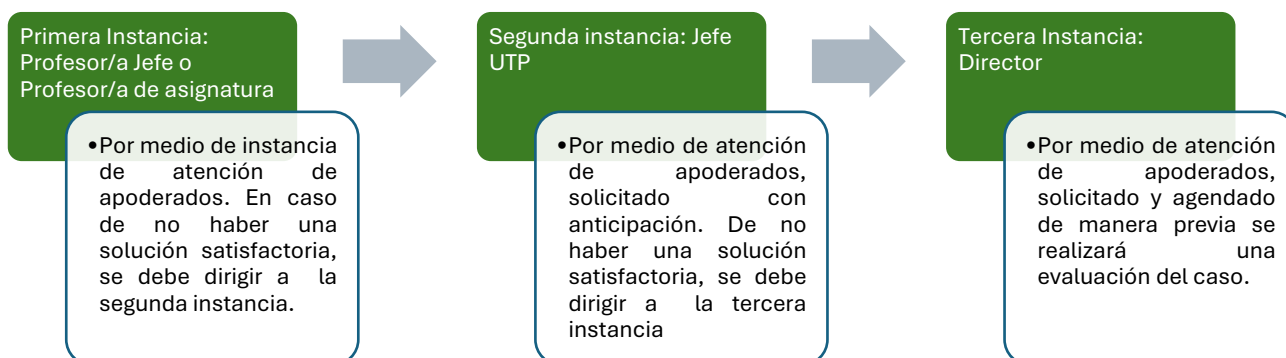 Primera Instancia:
Profesor/a Jefe o
Profesor/a de asignatura
•Por medio de instancia
de atención de
apoderados. En caso
de no haber una
solución satisfactoria,
se debe dirigir a la
segunda instancia.
Segunda instancia: Jefe
UTP
•Por medio de atención
de apoderados,
solicitado con
anticipación. De no
haber una solución
satisfactoria, se debe
dirigir a la tercera
instancia
Tercera Instancia:
Director
•Por medio de atención
de apoderados,
solicitado y agendado
de manera previa se
realizará una
evaluación del caso.